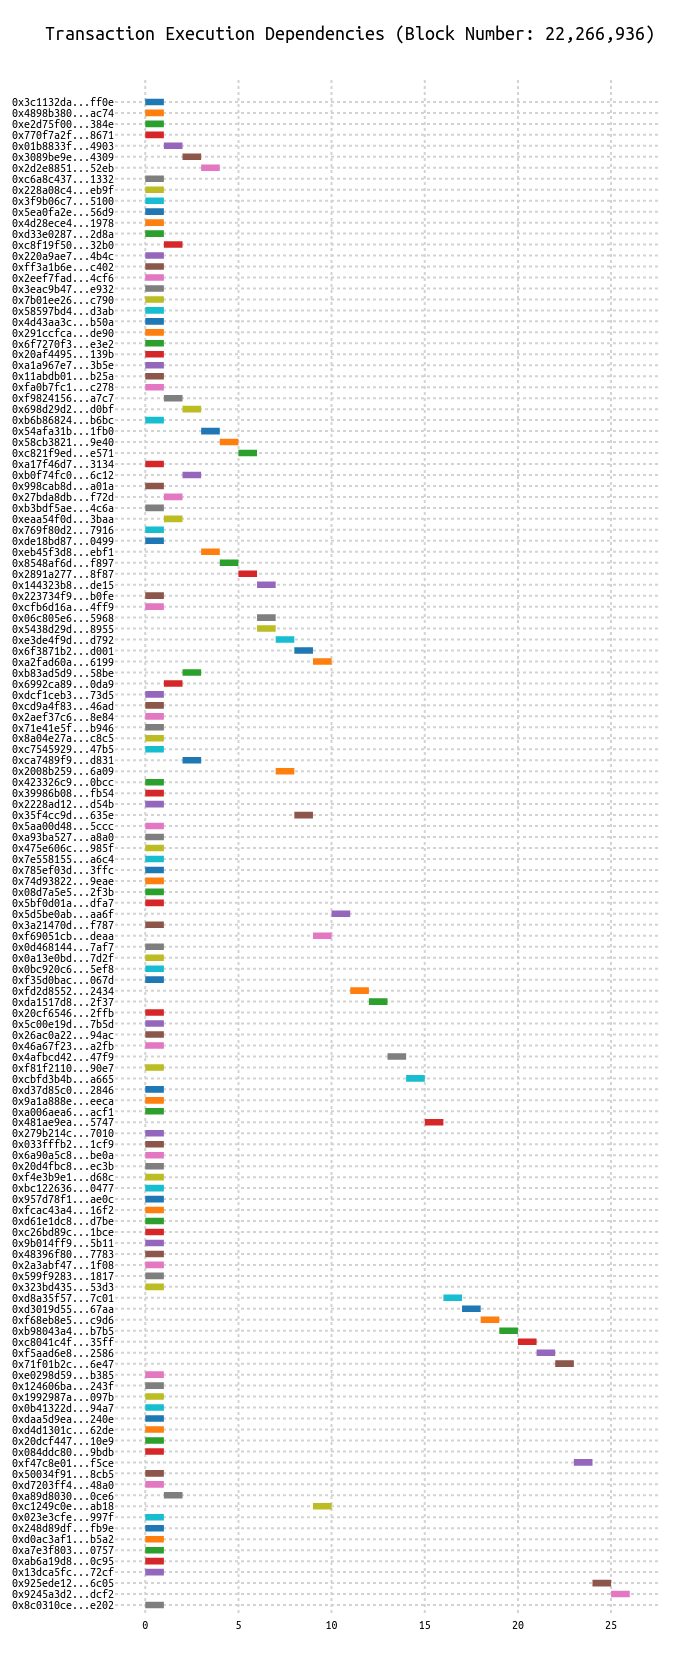 Transaction Execution Dependencies (Block Number: 22,266,936)
0x3c1132da...ff0e
0x4898b380...ac74
0xe2d75f00...384e
0x770f7a2f...8671
0x01b8833f...4903
0x3089be9e...4309
0x2d2e8851...52eb
0xc6a8c437...1332
0x228a08c4...eb9f
0x3f9b06c7...5100
0x5ea0fa2e...56d9
0x4d28ece4...1978
0xd33e0287...2d8a
0xc8f19f50...32b0
0x220a9ae7...4b4c
0xff3a1b6e...c402
0x2eef7fad...4cf6
0x3eac9b47...e932
0x7b01ee26...c790
0x58597bd4...d3ab
0x4d43aa3c...b50a
0x291ccfca...de90
0x6f7270f3...e3e2
0x20af4495...139b
0xa1a967e7...3b5e
0x11abdb01...b25a
0xfa0b7fc1...c278
0xf9824156...a7c7
0x698d29d2...d0bf
0xb6b86824...b6bc
0x54afa31b...1fb0
0x58cb3821...9e40
0xc821f9ed...e571
0xa17f46d7...3134
0xb0f74fc0...6c12
0x998cab8d...a01a
0x27bda8db...f72d
0xb3bdf5ae...4c6a
0xeaa54f0d...3baa
0x769f80d2...7916
0xde18bd87...0499
0xeb45f3d8...ebf1
0x8548af6d...f897
0x2891a277...8f87
0x144323b8...de15
0x223734f9...b0fe
0xcfb6d16a...4ff9
0x06c805e6...5968
0x5438d29d...8955
0xe3de4f9d...d792
0x6f3871b2...d001
0xa2fad60a...6199
0xb83ad5d9...58be
0x6992ca89...0da9
0xdcf1ceb3...73d5
0xcd9a4f83...46ad
0x2aef37c6...8e84
0x71e41e5f...b946
0x8a04e27a...c8c5
0xc7545929...47b5
0xca7489f9...d831
0x2008b259...6a09
0x423326c9...0bcc
0x39986b08...fb54
0x2228ad12...d54b
0x35f4cc9d...635e
0x5aa00d48...5ccc
0xa93ba527...a8a0
0x475e606c...985f
0x7e558155...a6c4
0x785ef03d...3ffc
0x74d93822...9eae
0x08d7a5e5...2f3b
0x5bf0d01a...dfa7
0x5d5be0ab...aa6f
0x3a21470d...f787
0xf69051cb...deaa
0x0d468144...7af7
0x0a13e0bd...7d2f
0x0bc920c6...5ef8
0xf35d0bac...067d
0xfd2d8552...2434
0xda1517d8...2f37
0x20cf6546...2ffb
0x5c00e19d...7b5d
0x26ac0a22...94ac
0x46a67f23...a2fb
0x4afbcd42...47f9
0xf81f2110...90e7
0xcbfd3b4b...a665
0xd37d85c0...2846
0x9a1a888e...eeca
0xa006aea6...acf1
0x481ae9ea...5747
0x279b214c...7010
0x033fffb2...1cf9
0x6a90a5c8...be0a
0x20d4fbc8...ec3b
0xf4e3b9e1...d68c
0xbc122636...0477
0x957d78f1...ae0c
0xfcac43a4...16f2
0xd61e1dc8...d7be
0xc26bd89c...1bce
0x9b014ff9...5b11
0x48396f80...7783
0x2a3abf47...1f08
0x599f9283...1817
0x323bd435...53d3
0xd8a35f57...7c01
0xd3019d55...67aa
0xf68eb8e5...c9d6
0xb98043a4...b7b5
0xc8041c4f...35ff
0xf5aad6e8...2586
0x71f01b2c...6e47
0xe0298d59...b385
0x124606ba...243f
0x1992987a...097b
0x0b41322d...94a7
0xdaa5d9ea...240e
0xd4d1301c...62de
0x20dcf447...10e9
0x084ddc80...9bdb
0xf47c8e01...f5ce
0x50034f91...8cb5
0xd7203ff4...48a0
0xa89d8030...0ce6
0xc1249c0e...ab18
0x023e3cfe...997f
0x248d89df...fb9e
0xd0ac3af1...b5a2
0xa7e3f803...0757
0xab6a19d8...0c95
0x13dca5fc...72cf
0x925ede12...6c05
0x9245a3d2...dcf2
0x8c0310ce...e202
0 5 10 15 20 25